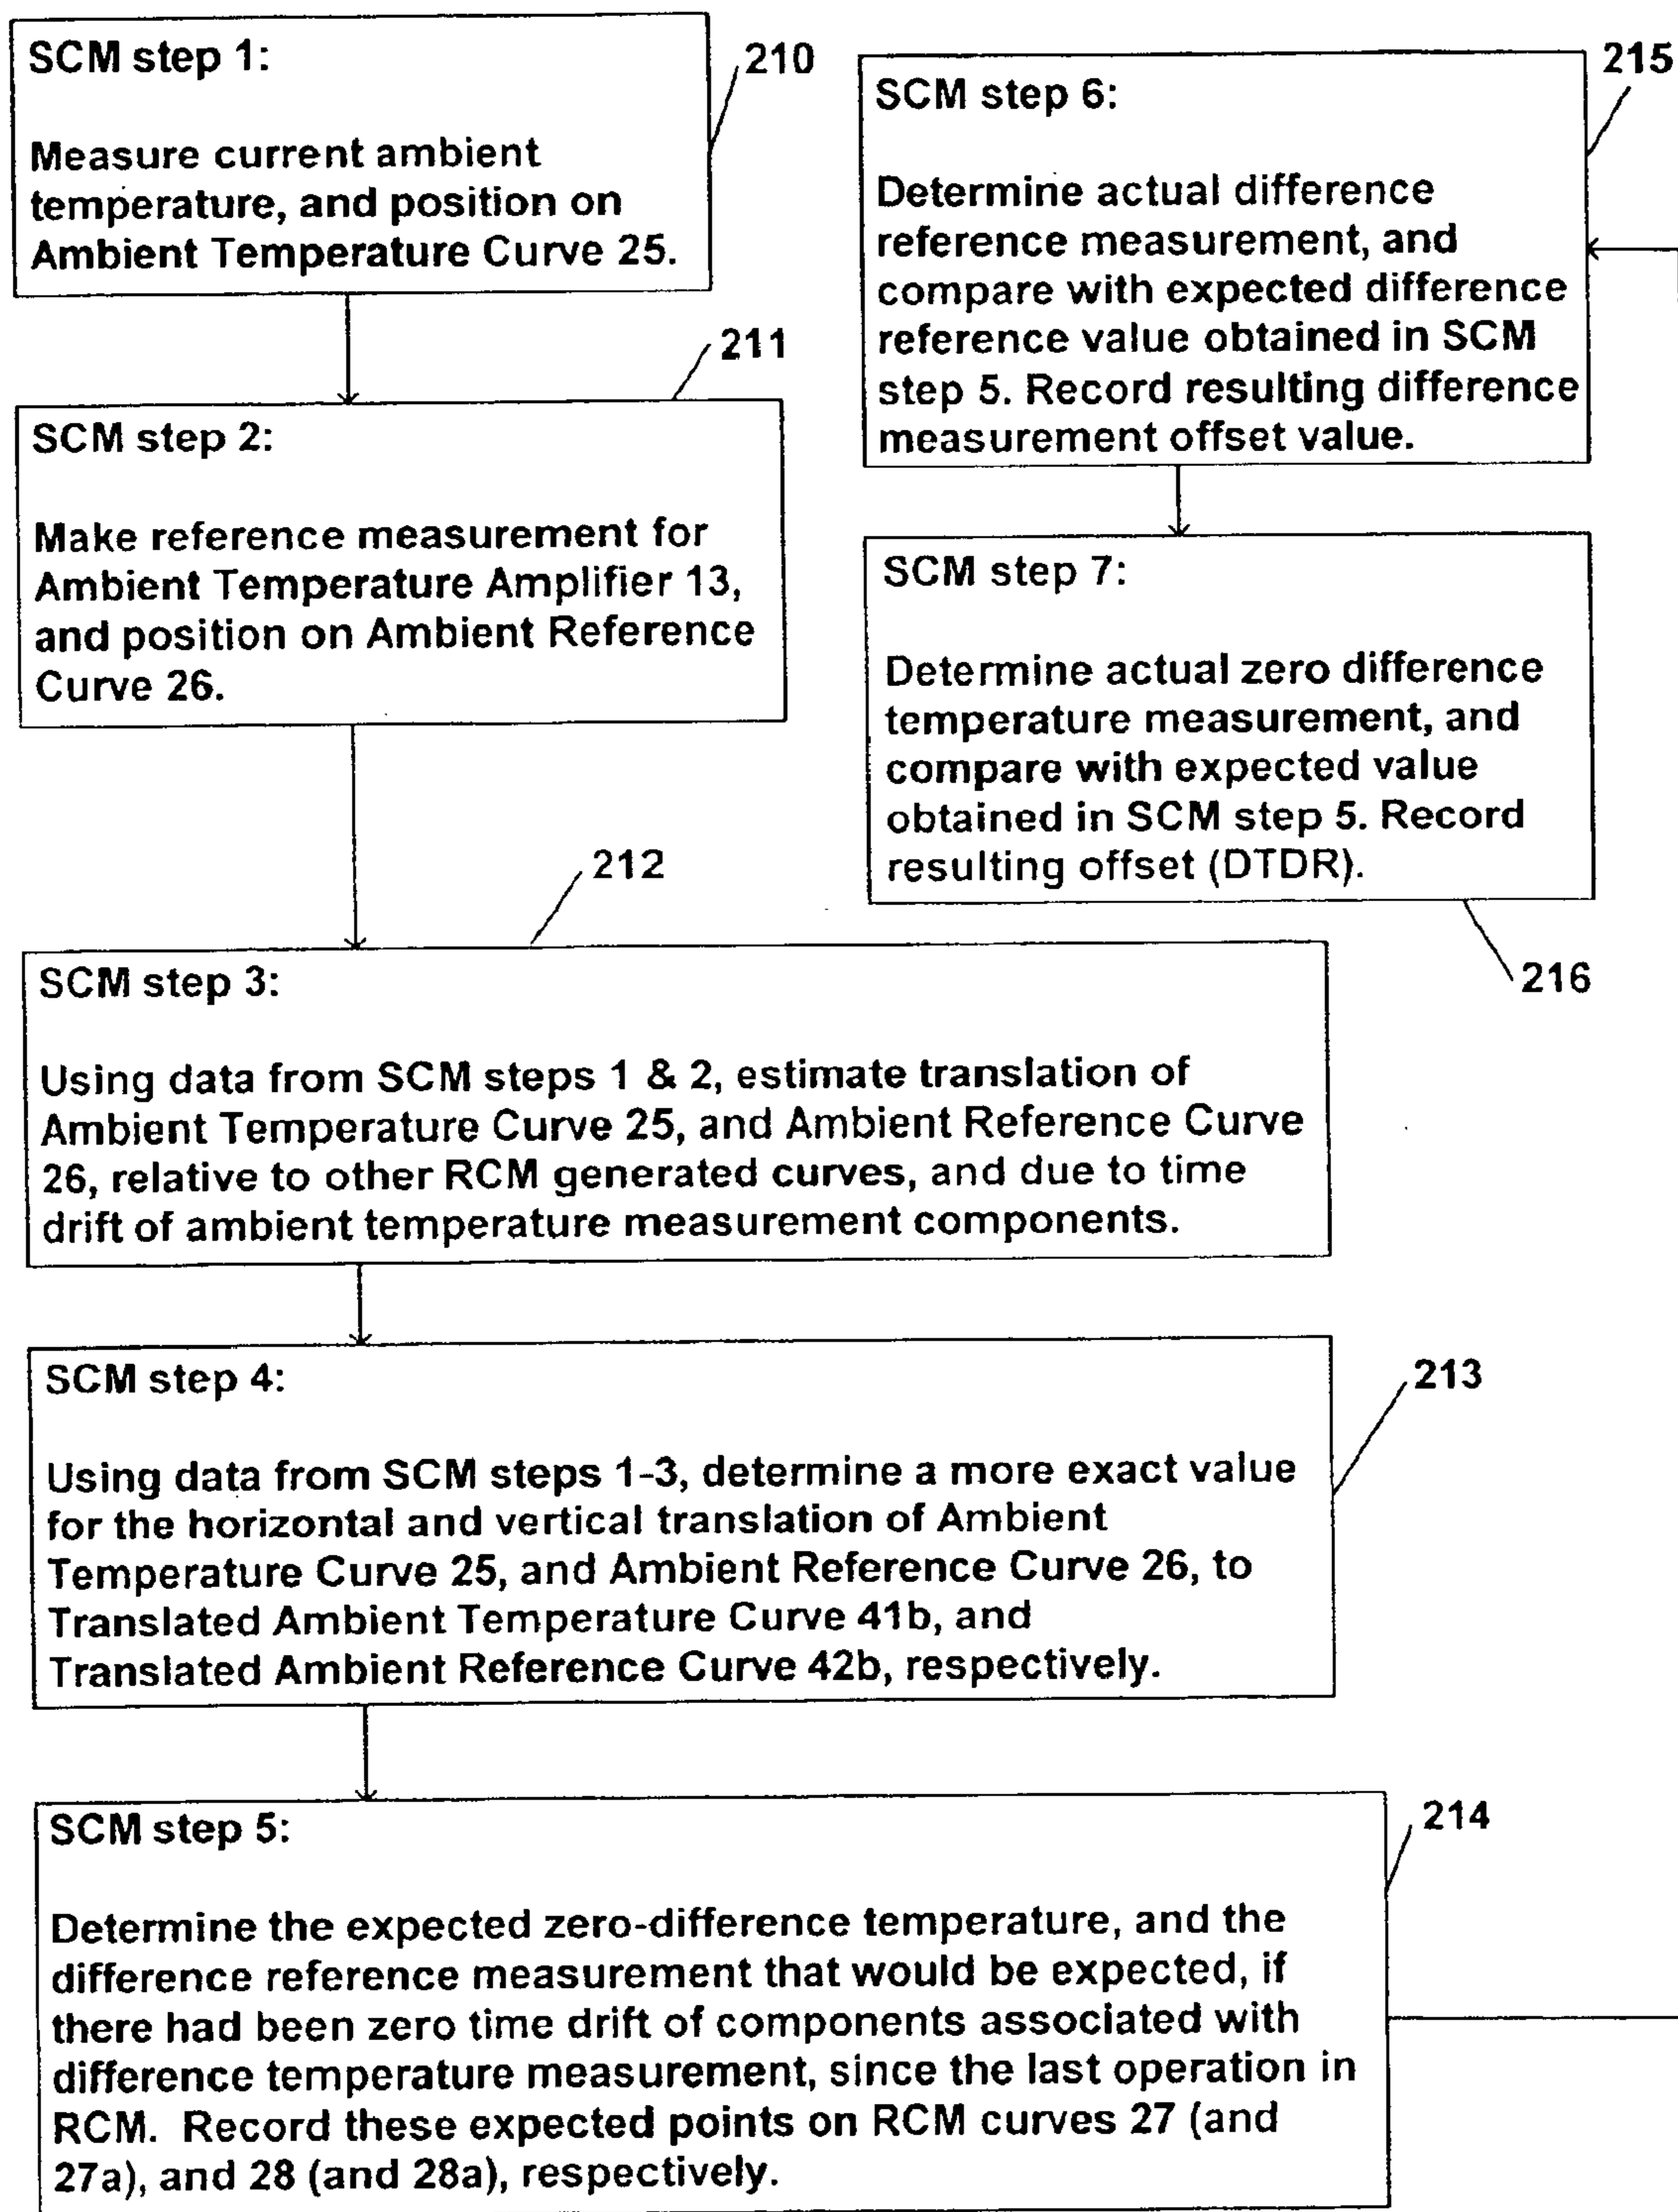 SCM step 1:
Measure current ambient
temperature, and position on
Ambient Temperature Curve 25.
210
SCM step 2:
Make reference measurement for
Ambient Temperature Amplifier 13,
and position on Ambient Reference
Curve 26.
211
SCM step 3:
Using data from SCM steps 1 & 2, estimate translation of
Ambient Temperature Curve 25, and Ambient Reference Curve
26, relative to other RCM generated curves, and due to time
drift of ambient temperature measurement components.
212
SCM step 4:
Using data from SCM steps 1-3, determine a more exact value
for the horizontal and vertical translation of Ambient
Temperature Curve 25, and Ambient Reference Curve 26, to
Translated Ambient Temperature Curve 41b, and
Translated Ambient Reference Curve 42b, respectively.
213
SCM step 5:
Determine the expected zero-difference temperature, and the
difference reference measurement that would be expected, if
there had been zero time drift of components associated with
difference temperature measurement, since the last operation in
RCM. Record these expected points on RCM curves 27 (and
27a), and 28 (and 28a), respectively.
214
SCM step 6:
Determine actual difference
reference measurement, and
compare with expected difference
reference value obtained in SCM
step 5. Record resulting difference
measurement offset value.
215
SCM step 7:
Determine actual zero difference
temperature measurement, and
compare with expected value
obtained in SCM step 5. Record
resulting offset (DTDR).
216